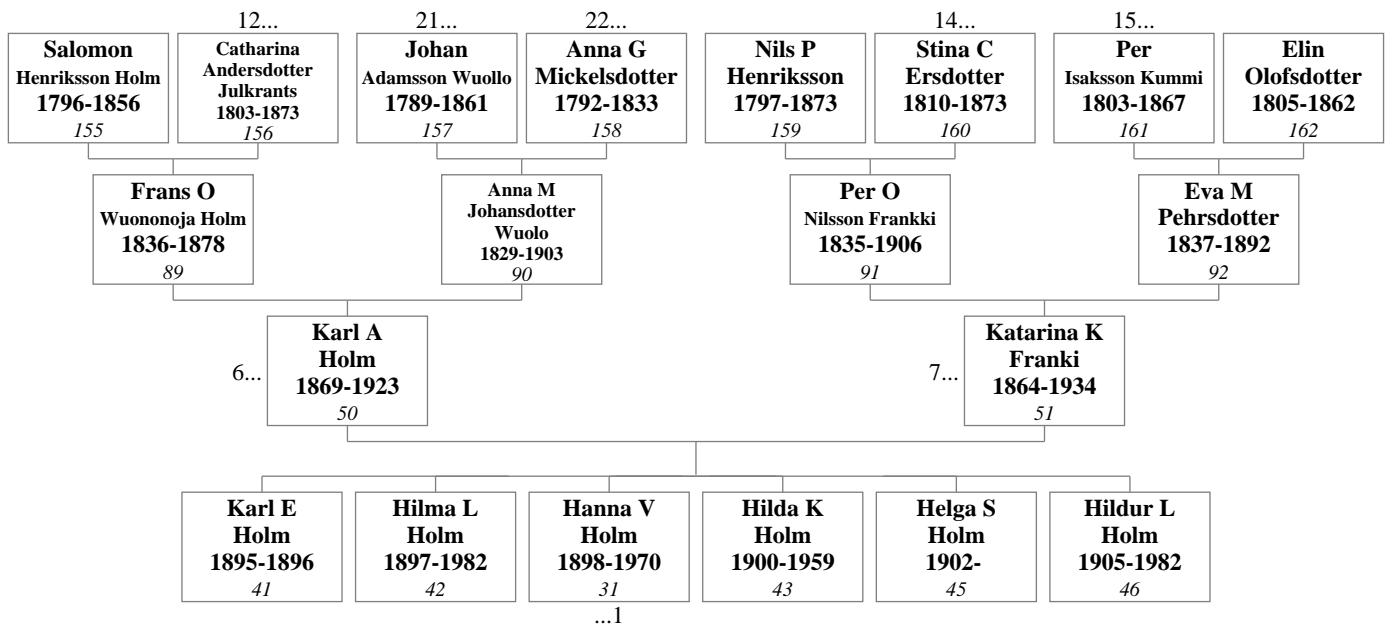 12...
21...
22...
14...
15...
Salomon
Henriksson Holm
1796-1856
155
Catharina
Andersdotter
Julkrants
1803-1873
156
Johan
Adamsson Wuollo
1789-1861
157
Anna G
Mickelsdotter
1792-1833
158
Nils P
Henriksson
1797-1873
159
Stina C
Ersdotter
1810-1873
160
Per
Isaksson Kummi
1803-1867
161
Elin
Olofsdotter
1805-1862
162
Frans O
Wuononoja Holm
1836-1878
89
Anna M
Johansdotter
Wuolo
1829-1903
90
Per O
Nilsson Frankki
1835-1906
91
Eva M
Pehrsdotter
1837-1892
92
6...
Karl A
Holm
1869-1923
50
7...
Katarina K
Franki
1864-1934
51
Karl E
Holm
1895-1896
41
Hilma L
Holm
1897-1982
42
Hanna V
Holm
1898-1970
31
Hilda K
Holm
1900-1959
43
Helga S
Holm
1902-
45
Hildur L
Holm
1905-1982
46
...1